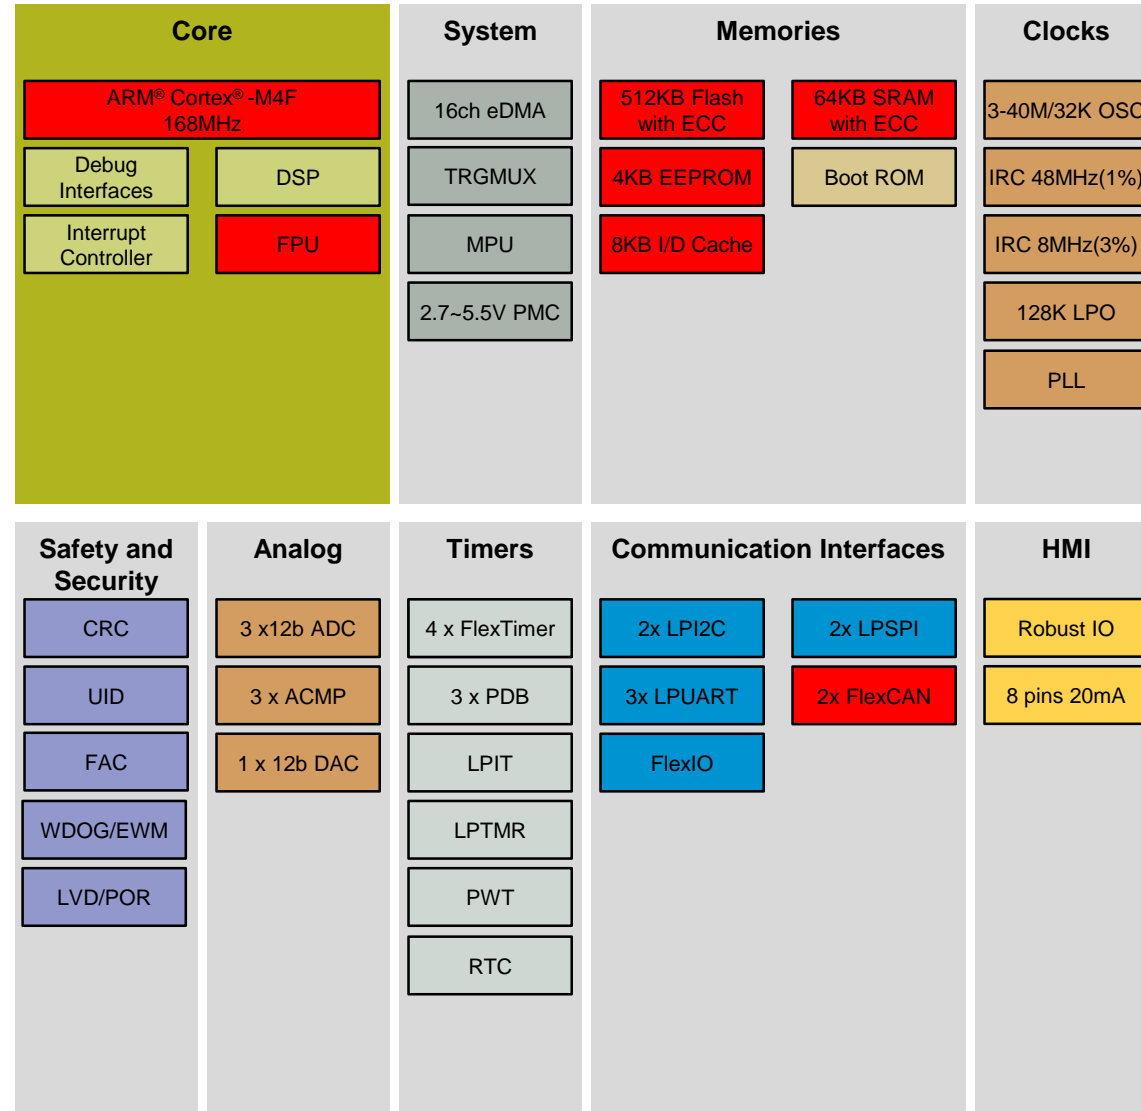 Core
ARM® Cortex® -M4F
168MHz
Debug
Interfaces
DSP
Interrupt
Controller
FPU
System
16ch eDMA
TRGMUX
MPU
2.7~5.5V PMC
Memories
512KB Flash
with ECC
64KB SRAM
with ECC
4KB EEPROM
Boot ROM
8KB I/D Cache
Clocks
3-40M/32K OSC
IRC 48MHz(1%)
IRC 8MHz(3%)
128K LPO
PLL
Safety and
Security
CRC
UID
FAC
WDOG/EWM
LVD/POR
Analog
3 x12b ADC
3 x ACMP
1 x 12b DAC
Timers
4 x FlexTimer
3 x PDB
LPIT
LPTMR
PWT
RTC
Communication Interfaces
2x LPI2C
2x LPSPI
3x LPUART
2x FlexCAN
FlexIO
HMI
Robust IO
8 pins 20mA